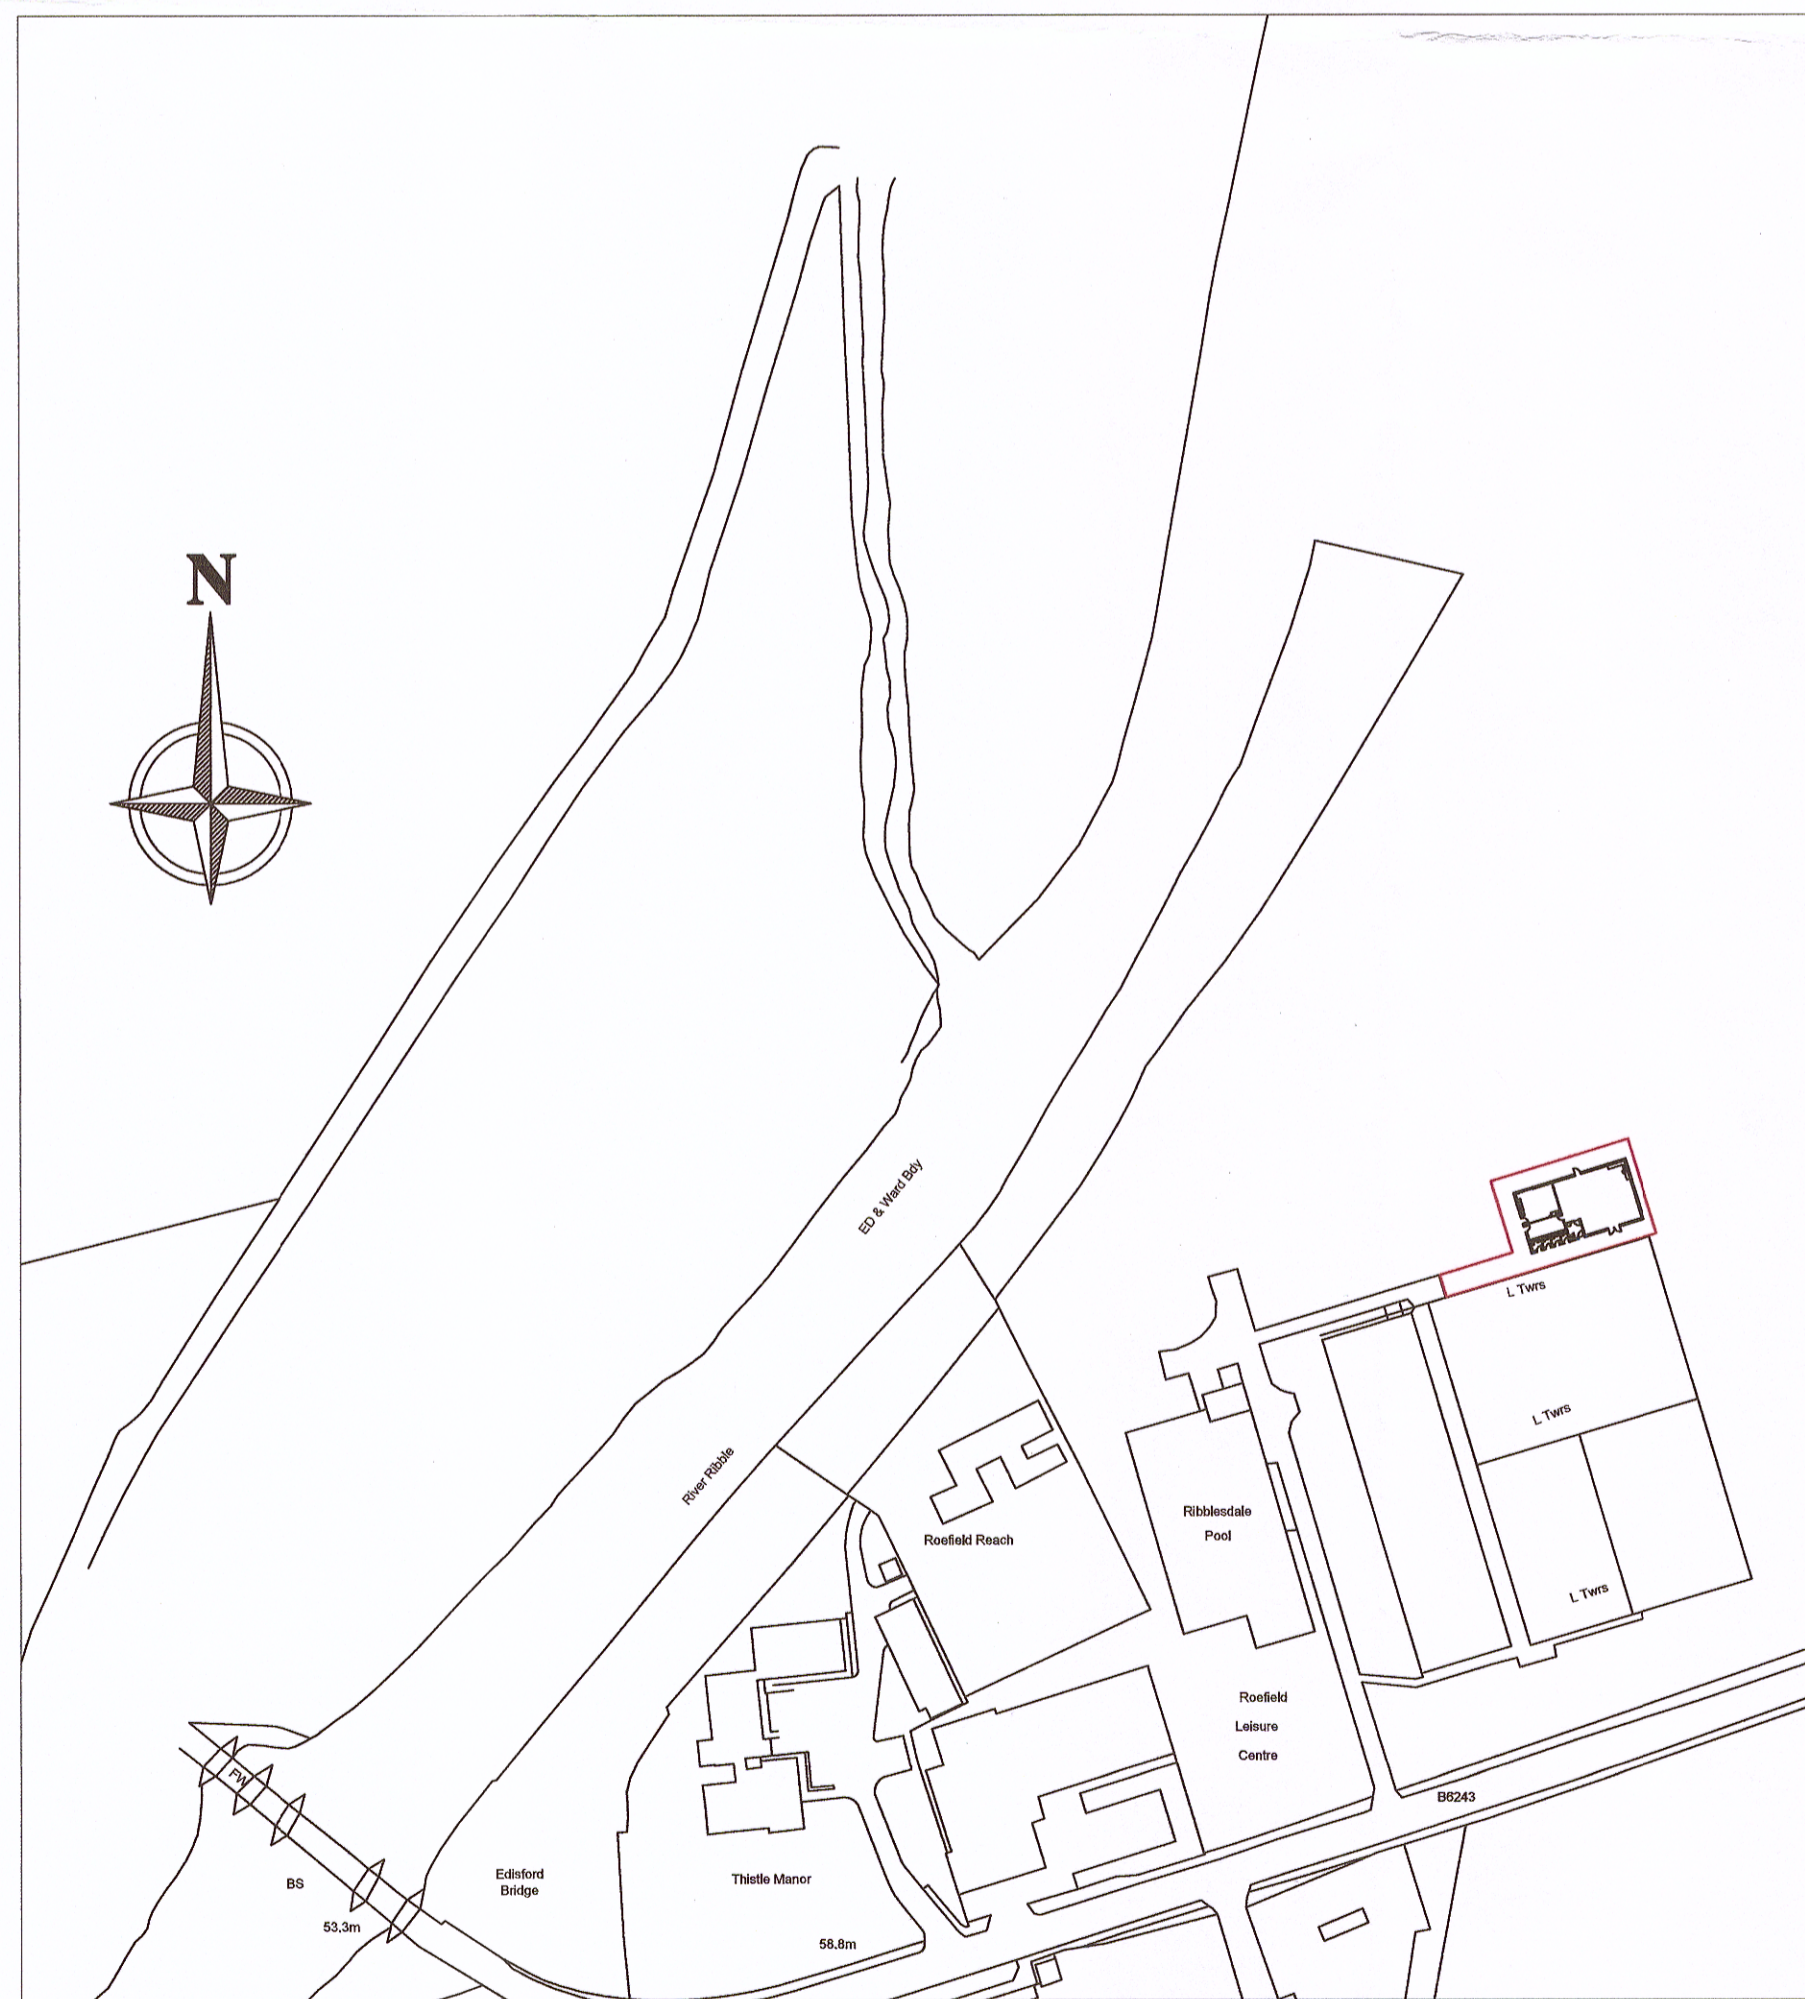 N
ED & Ward Bdy
L Twrs
L Twrs
River Ribble
Ribblesdale
Pool
Roefield Reach
L Twrs
Roefield
Leisure
Centre
FW
B6243
Edisford
Bridge
Thistle Manor
BS
53.3m
58.8m